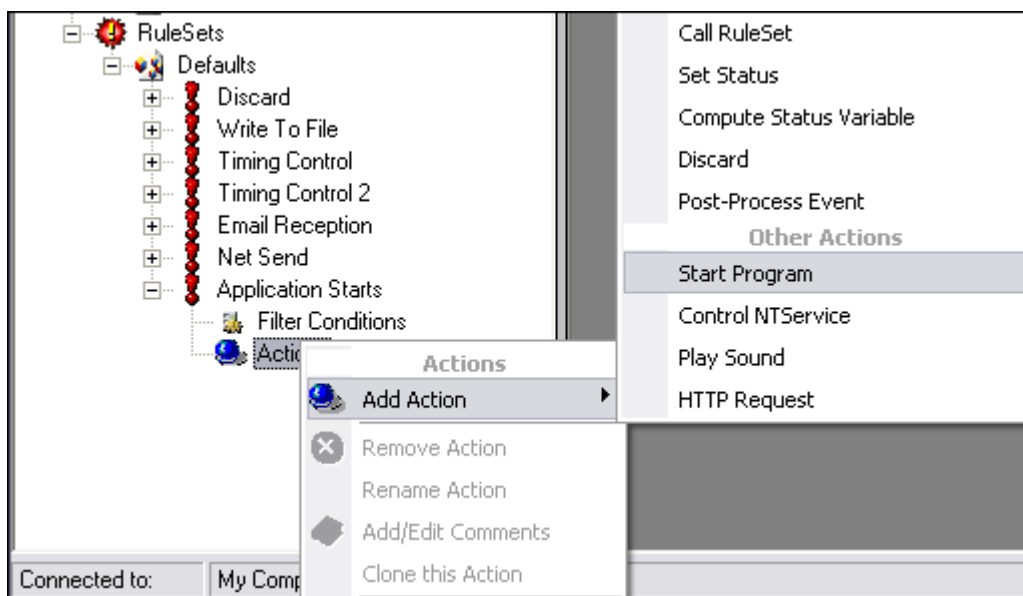 RuleSets
Defaults
Discard
Write To File
Timing Control
Timing Control 2
Email Reception
Net Send
Application Starts
Filter Conditions
Actions
Add Action
Remove Action
Rename Action
Add/Edit Comments
Clone this Action
Call RuleSet
Set Status
Compute Status Variable
Discard
Post-Process Event
Other Actions
Start Program
Control NTService
Play Sound
HTTP Request
Connected to:
My Comp